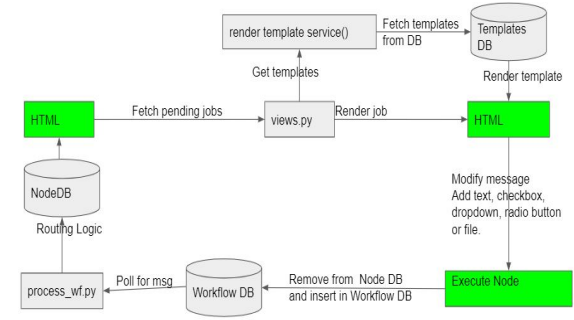 render template service()
Fetch templates
from DB
Templates
DB
Get templates
Render template
HTML
Fetch pending jobs
views.py
Render job
HTML
NodeDB
Routing Logic
Modify message
Add text, checkbox,
dropdown, radio button
or file.
process_wf.py
Poll for msg
Workflow DB
Remove from Node DB
and insert in Workflow DB
Execute Node